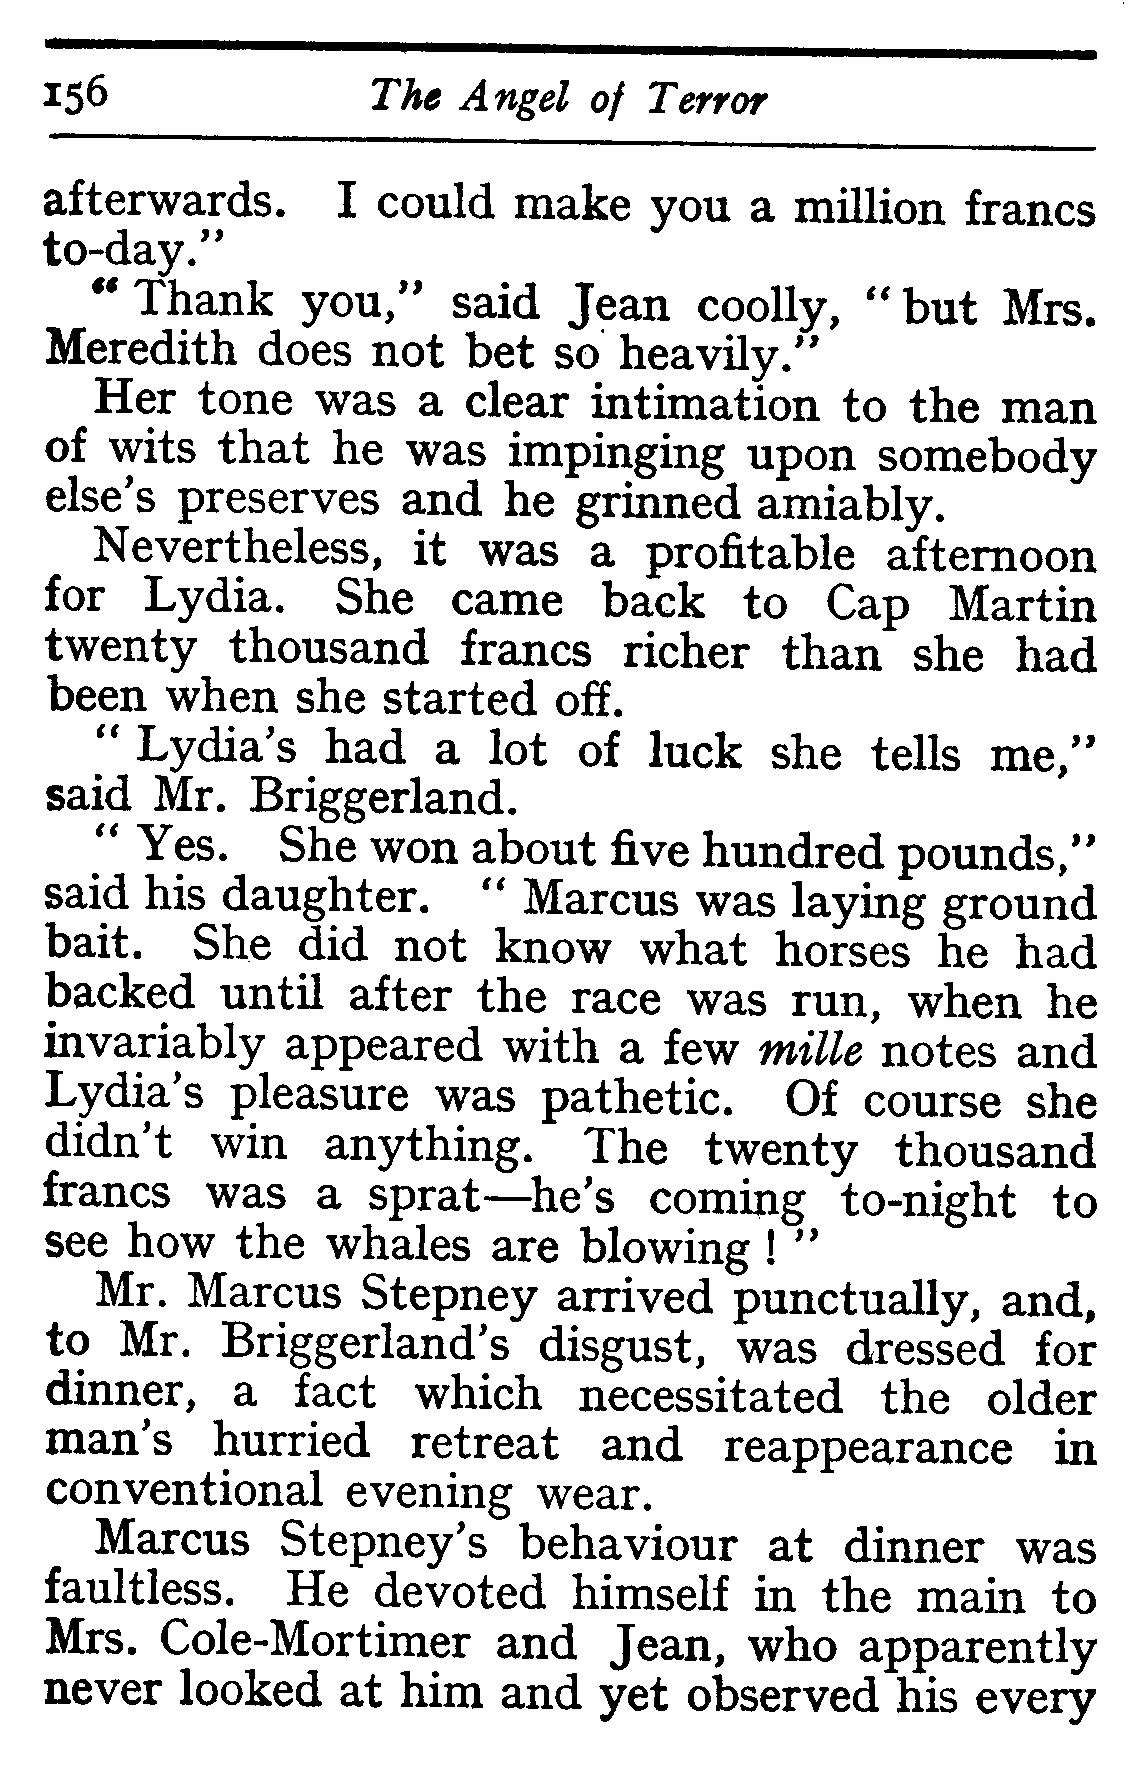 156 The Angel of Terror
afterwards. I could make you a million francs
to-day."
" Thank you," said Jean coolly, " but Mrs.
Meredith does not bet so heavily."
Her tone was a clear intimation to the man
of wits that he was impinging upon somebody
else's preserves and he grinned amiably.
Nevertheless, it was a profitable afternoon
for Lydia. She came back to Cap Martin
twenty thousand francs richer than she had
been when she started off.
" Lydia's had a lot of luck she tells me,"
said Mr. Briggerland.
" Yes. She won about five hundred pounds,"
said his daughter. " Marcus was laying ground
bait. She did not know what horses he had
backed until after the race was run, when he
invariably appeared with a few mille notes and
Lydia's pleasure was pathetic. Of course she
didn't win anything. The twenty thousand
francs was a sprat—he's coming to-night to
see how the whales are blowing ! "
Mr. Marcus Stepney arrived punctually, and,
to Mr. Briggerland's disgust, was dressed for
dinner, a fact which necessitated the older
man's hurried retreat and reappearance in
conventional evening wear.
Marcus Stepney's behaviour at dinner was
faultless. He devoted himself in the main to
Mrs. Cole-Mortimer and Jean, who apparently
never looked at him and yet observed his every